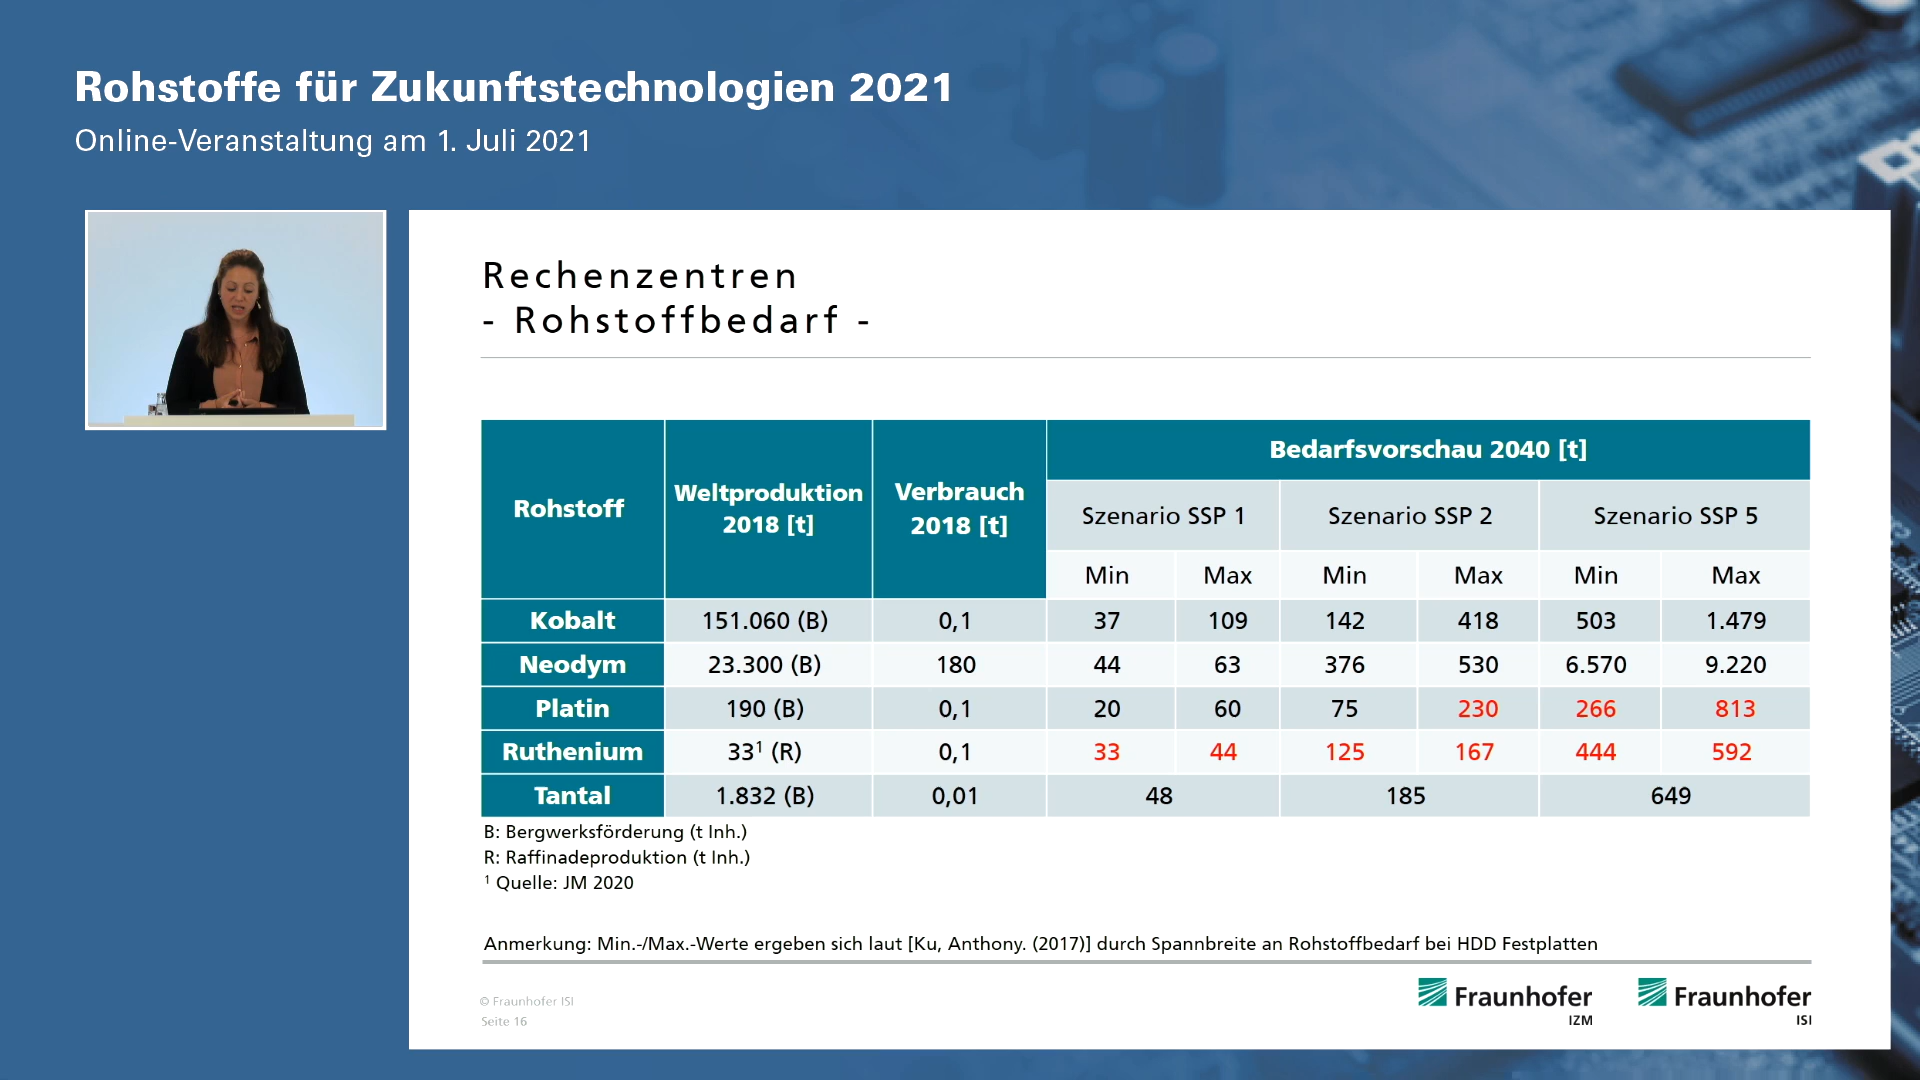 Rohstoffe für Zukunftstechnologien 2021
Online-Veranstaltung am 1. Juli 2021
Rechenzentren
- Rohstoffbedarf -
Rohstoff Weltproduktion 2018 [t] Verbrauch 2018 [t] Bedarfsvorschau 2040 [t]
Szenario SSP 1 Szenario SSP 2 Szenario SSP 5
Min Max Min Max Min Max
Kobalt 151.060 (B) 0,1 37 109 142 418 503 1.479
Neodym 23.300 (B) 180 44 63 376 530 6.570 9.220
Platin 190 (B) 0,1 20 60 75 230 266 813
Ruthenium 33¹ (R) 0,1 33 44 125 167 444 592
Tantal 1.832 (B) 0,01 48 185 649
B: Bergwerksförderung (t Inh.)
R: Raffinadeproduktion (t Inh.)
¹ Quelle: JM 2020
Anmerkung: Min.-/Max.-Werte ergeben sich laut [Ku, Anthony. (2017)] durch Spannbreite an Rohstoffbedarf bei HDD Festplatten
© Fraunhofer ISI
Seite 16
Fraunhofer
IZM
Fraunhofer
ISI